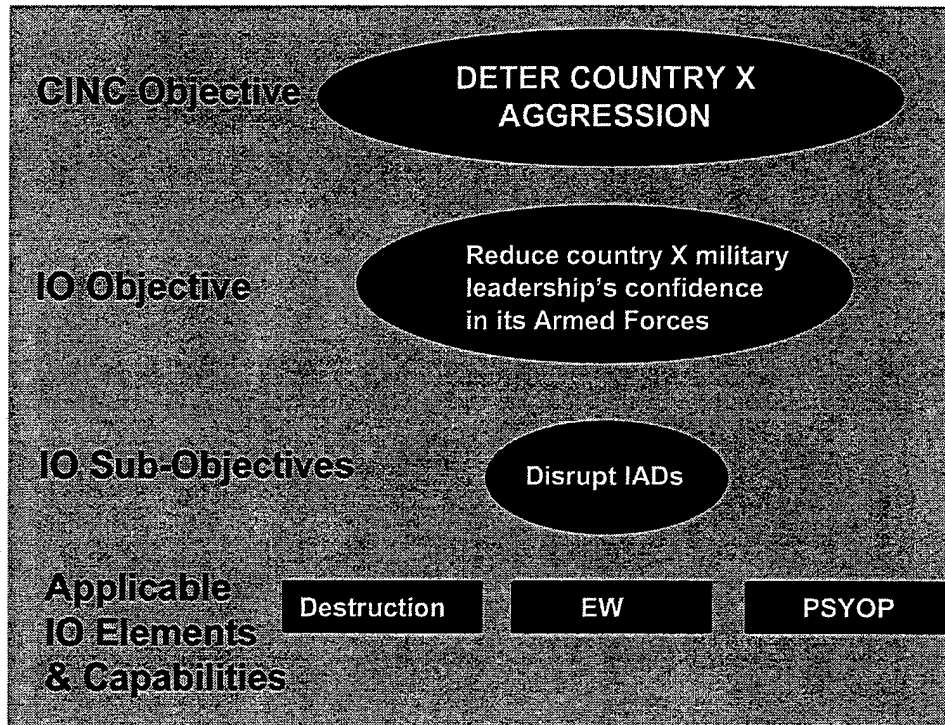 CINC Objective
DETER COUNTRY X
AGGRESSION
IO Objective
Reduce country X military
leadership's confidence
in its Armed Forces
IO Sub-Objectives
Disrupt IADs
Applicable
IO Elements
& Capabilities
Destruction
EW
PSYOP